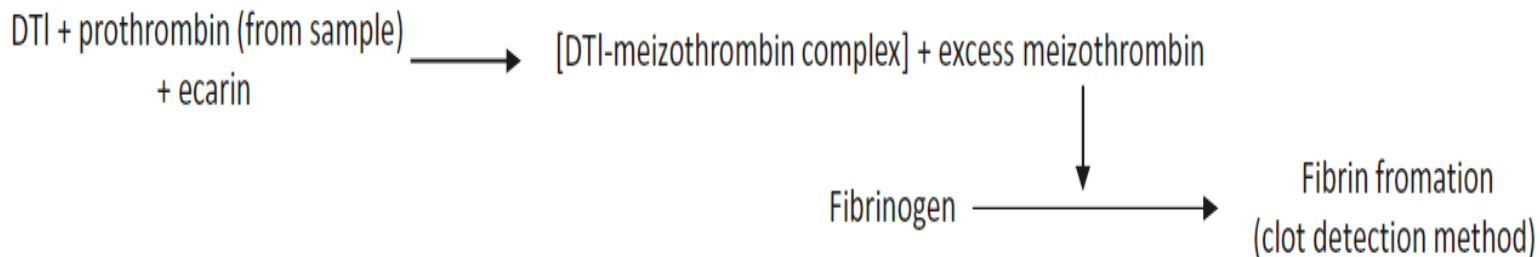 DTI + prothrombin (from sample)
+ ecarin
[DTI-meizothrombin complex] + excess meizothrombin
Fibrinogen
Fibrin fromation
(clot detection method)